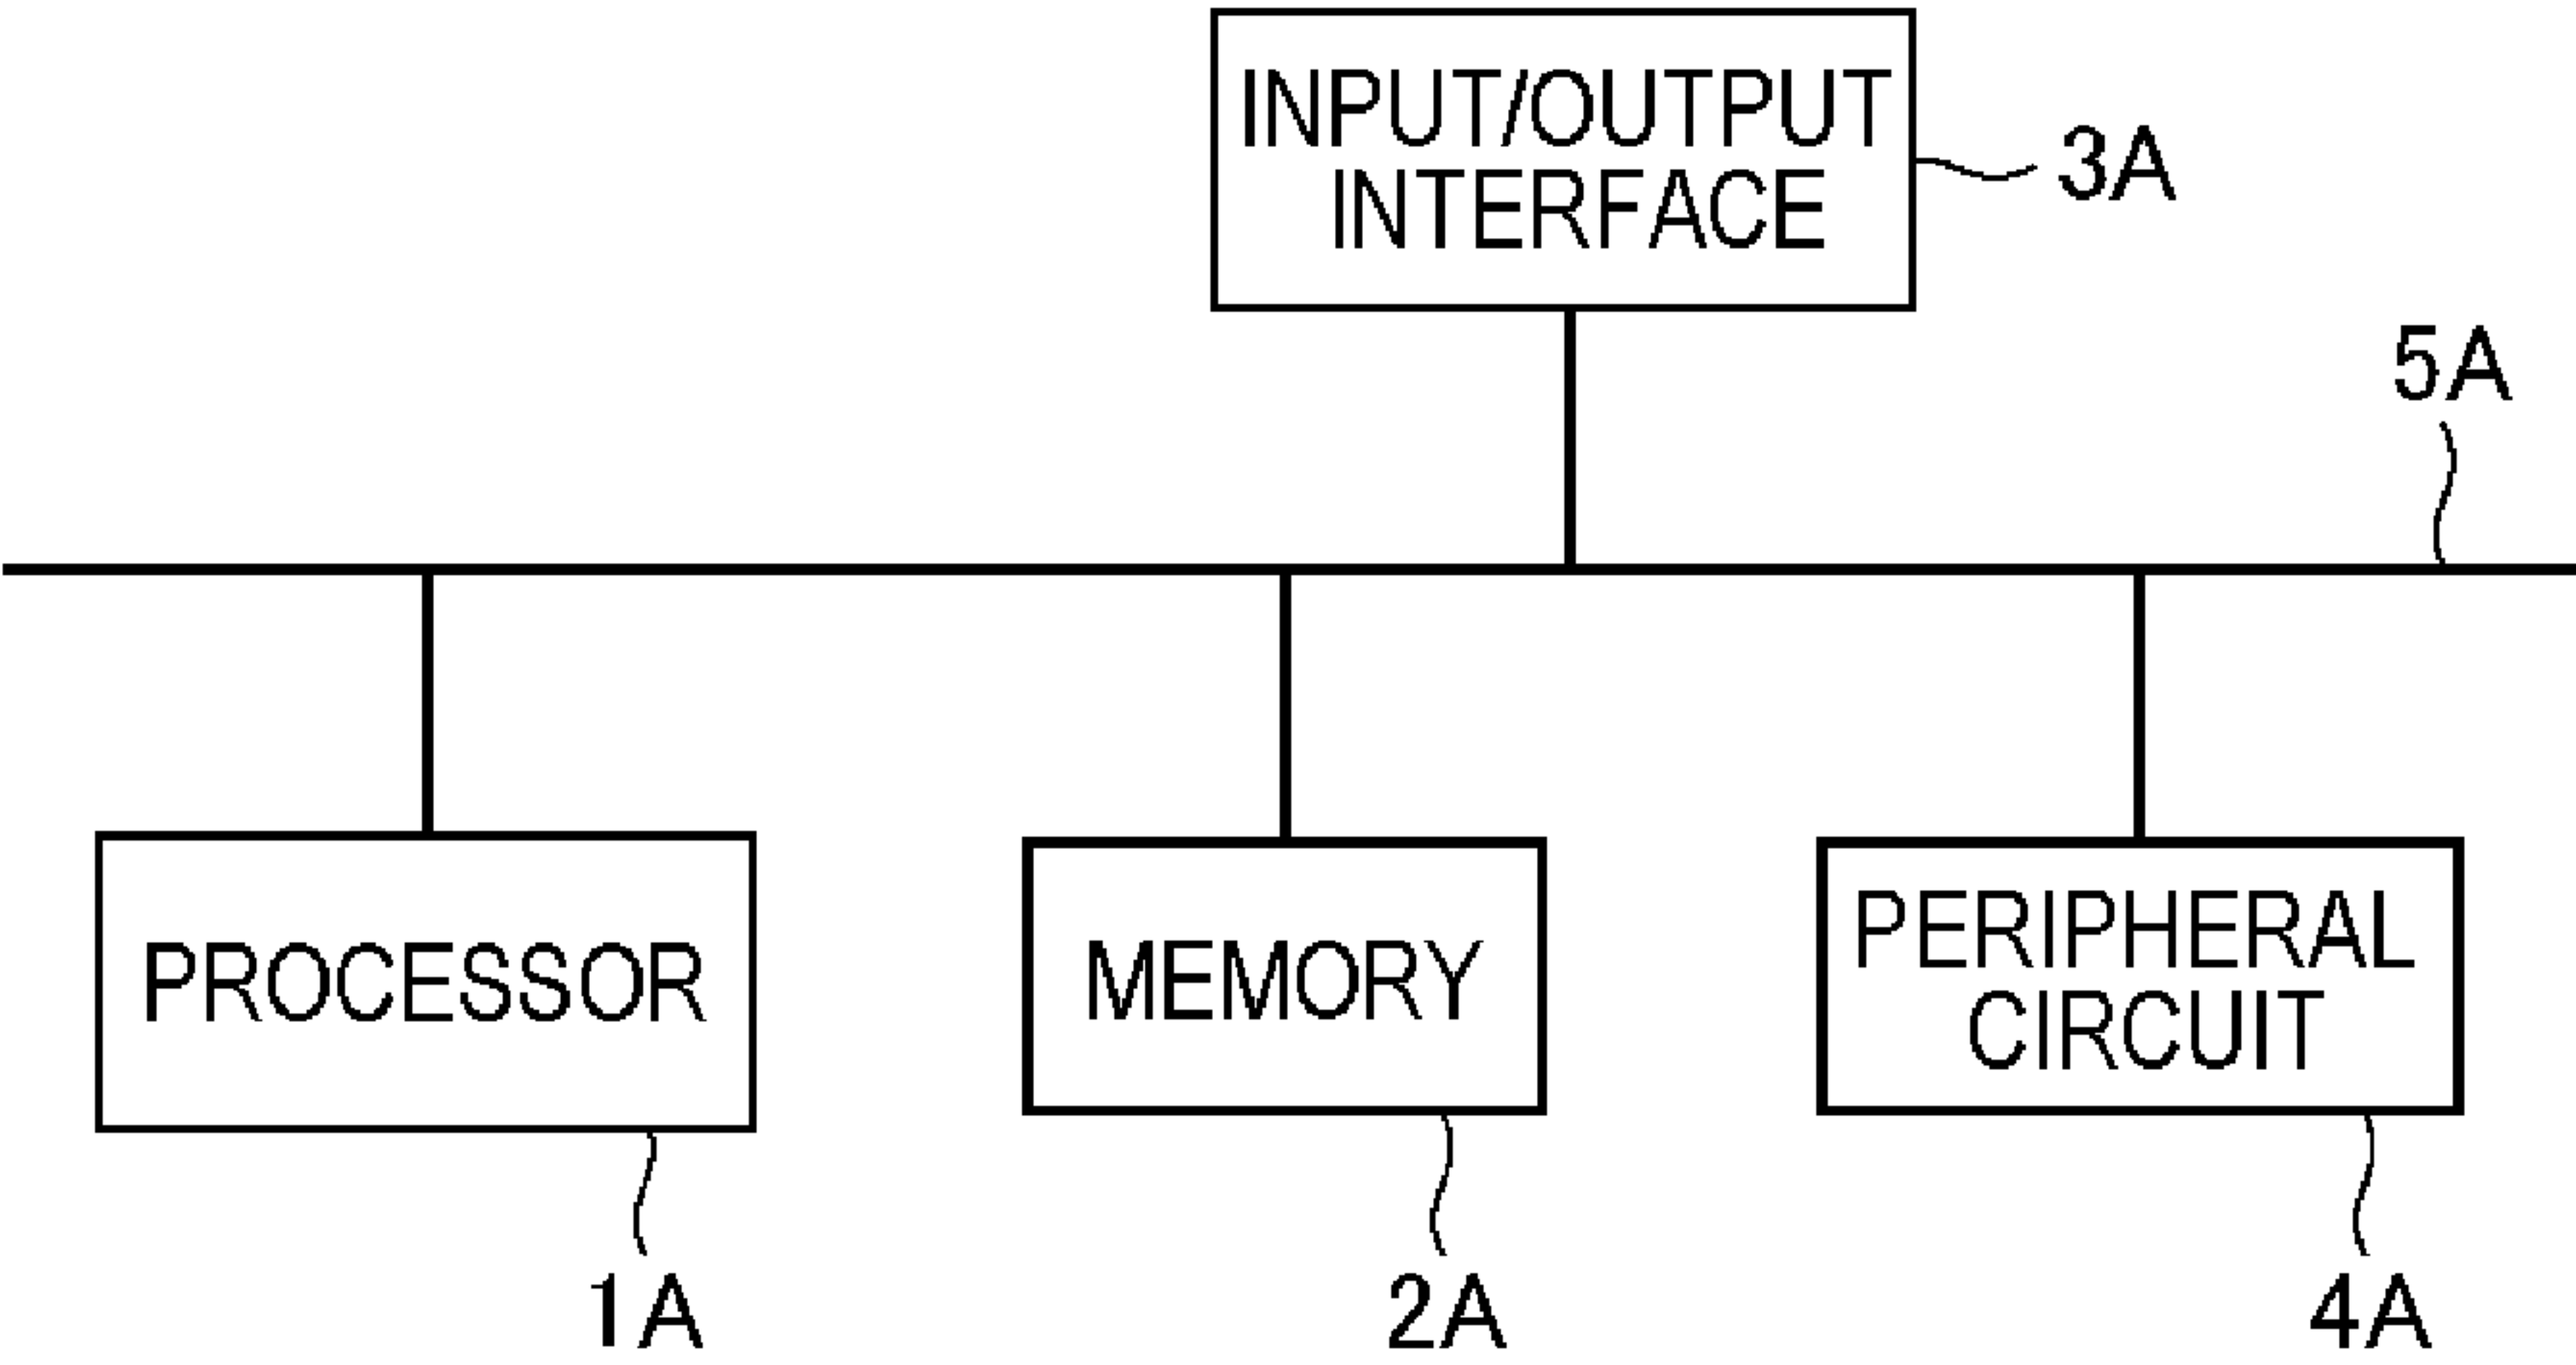 INPUT/OUTPUT
INTERFACE
3A
5A
PROCESSOR
MEMORY
PERIPHERAL
CIRCUIT
1A
2A
4A